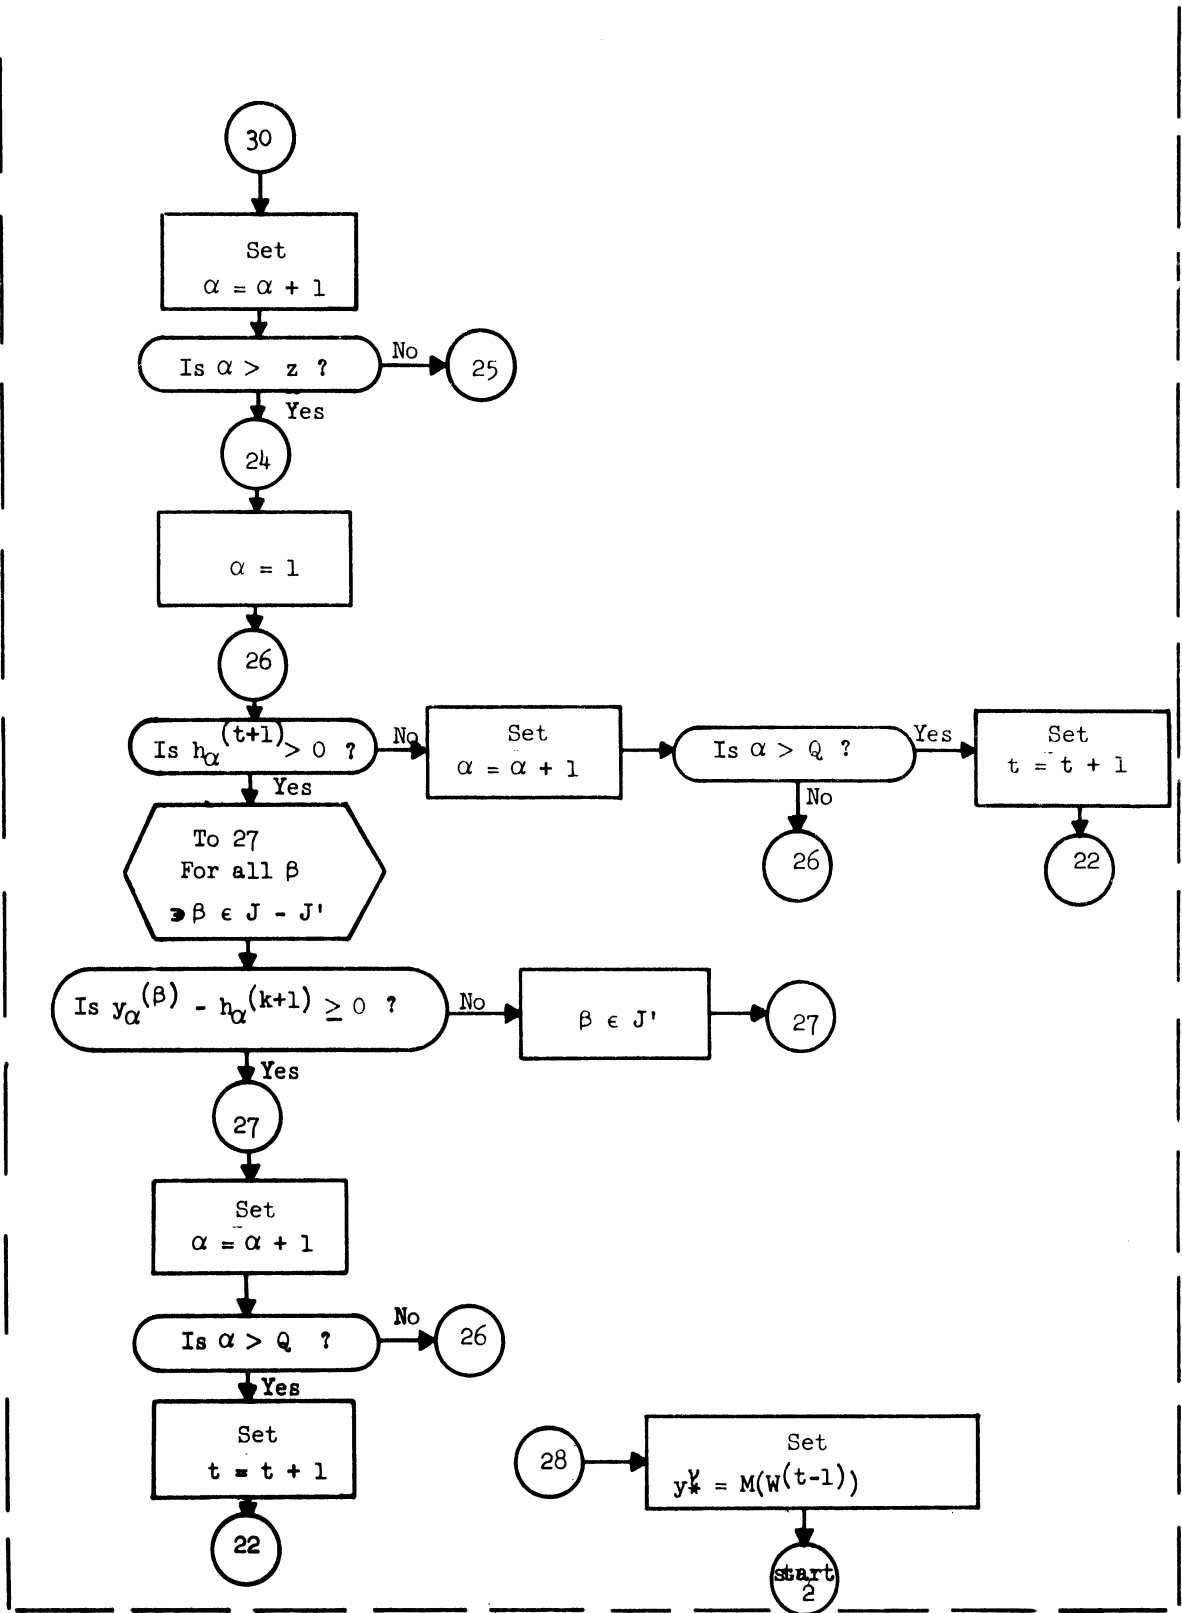 30
Set
α = α + 1
Is α > z ?
No
25
Yes
24
α = 1
26
Is hα(t+1) > 0 ?
No
Set
α = α + 1
Is α > Q ?
Yes
Set
t = t + 1
Yes
No
26
22
To 27
For all β
∋ β ϵ J - J'
Is yα(β) - hα(k+1) ≥ 0 ?
No
β ϵ J'
27
Yes
27
Set
α = α + 1
Is α > Q ?
No
26
Yes
Set
t = t + 1
22
28
Set
y*ν = M(W(t-1))
start
2